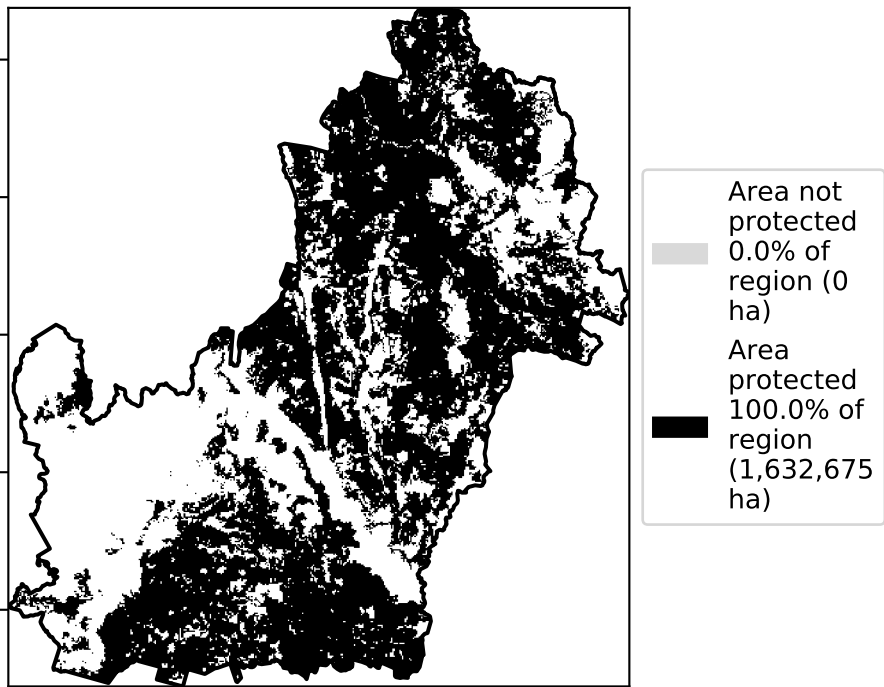 Area not
protected
0.0% of
region (0
ha)
Area
protected
100.0% of
region
(1,632,675
ha)